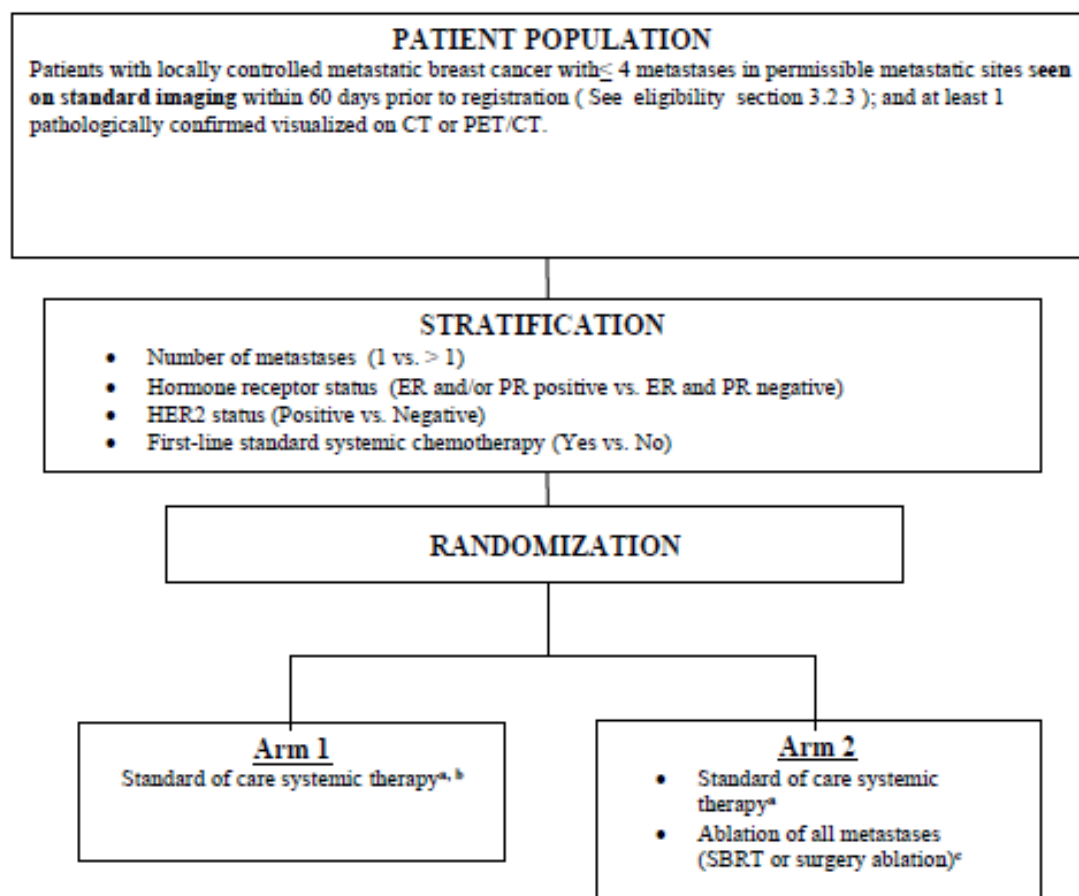 PATIENT POPULATION
Patients with locally controlled metastatic breast cancer with≤ 4 metastases in permissible metastatic sites seen
on standard imaging within 60 days prior to registration ( See eligibility section 3.2.3 ); and at least 1
pathologically confirmed visualized on CT or PET/CT.
STRATIFICATION
• Number of metastases (1 vs. > 1)
• Hormone receptor status (ER and/or PR positive vs. ER and PR negative)
• HER2 status (Positive vs. Negative)
• First-line standard systemic chemotherapy (Yes vs. No)
RANDOMIZATION
Arm 1
Standard of care systemic therapyᵃ, ᵇ
Arm 2
• Standard of care systemic
therapyᵃ
• Ablation of all metastases
(SBRT or surgery ablation)ᶜ